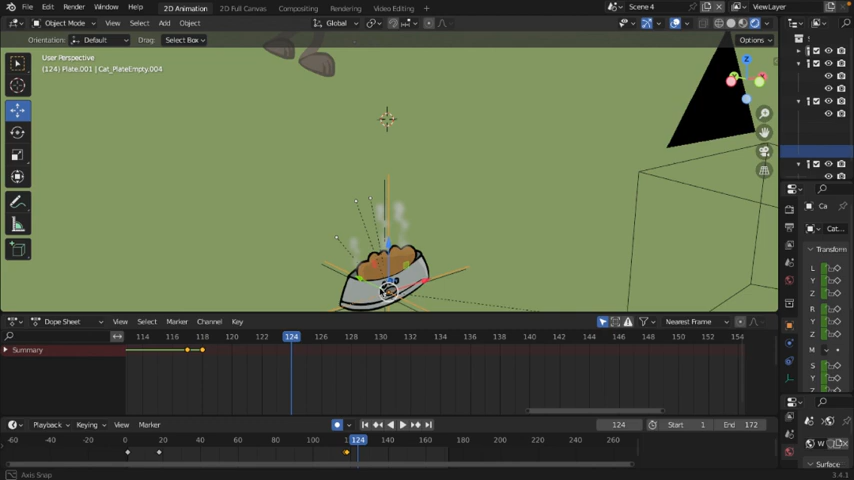 File Edit Render Window Help 2D Animation 2D Full Canvas Compositing Rendering Scene 4 ViewLayer
Object Mode View Select Add Object Global
Orientation: Default Drag: Select Box Options
User Perspective
(124) Plate.001 | Cat_PlateEmpty.004
Z
Ca
Cat...
Transform
L
Y
Z
R
Y
Z
M
S
Y
Z
Dope Sheet View Select Marker Channel Key Nearest Frame
114 116 118 120 122 124 126 128 130 132 134 136 138 140 142 144 146 148 150 152 154
Summary
Playback Keying View Marker 124 Start 1 End 172
-60 -40 -20 0 20 40 60 80 100 124 140 160 180 200 220 240 260
W
Surface
Axis Snap 3.4.1